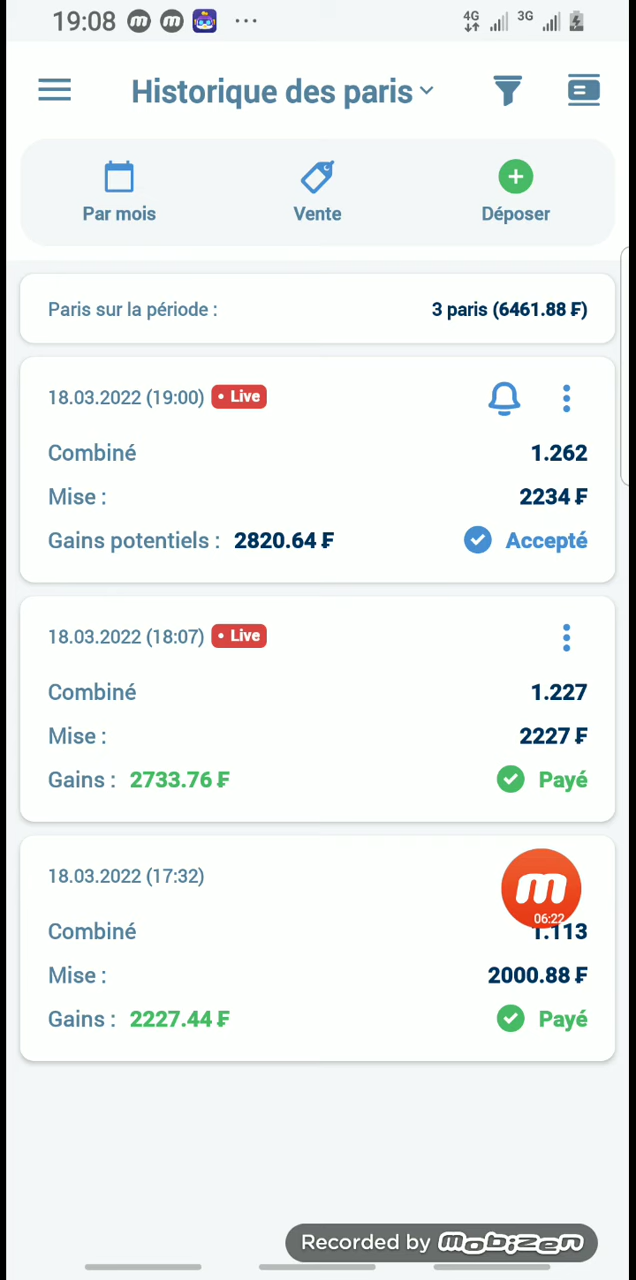 19:08 4G 3G
Historique des paris
Par mois Vente Déposer
Paris sur la période : 3 paris (6461.88 ₣)
18.03.2022 (19:00) • Live
Combiné 1.262
Mise : 2234 ₣
Gains potentiels : 2820.64 ₣ Accepté
18.03.2022 (18:07) • Live
Combiné 1.227
Mise : 2227 ₣
Gains : 2733.76 ₣ Payé
18.03.2022 (17:32)
m
06:22
Combiné 1.113
Mise : 2000.88 ₣
Gains : 2227.44 ₣ Payé
Recorded by mobizen